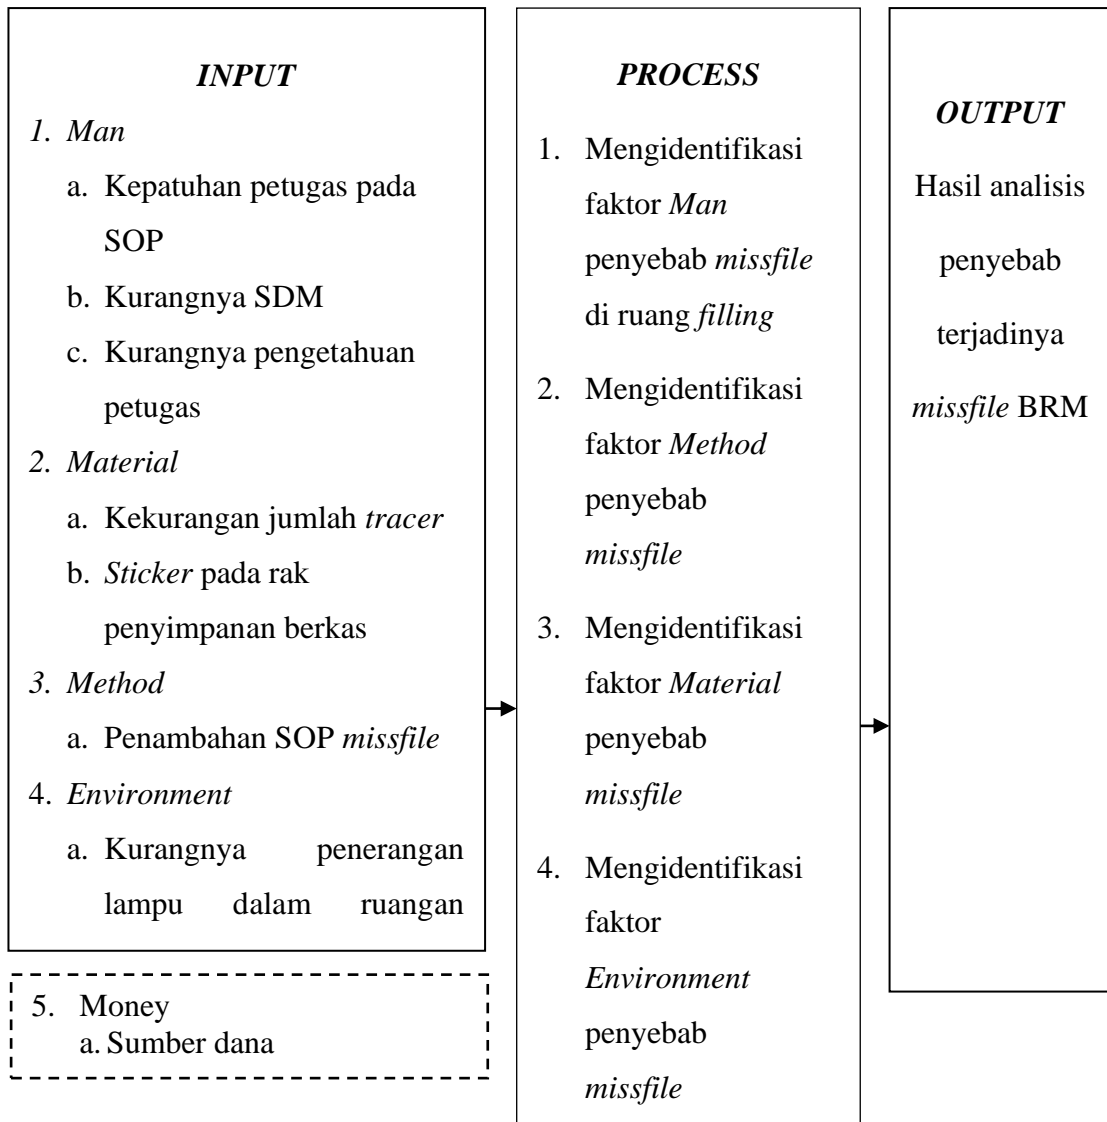 INPUT
1. Man
a. Kepatuhan petugas pada
SOP
b. Kurangnya SDM
c. Kurangnya pengetahuan
petugas
2. Material
a. Kekurangan jumlah tracer
b. Sticker pada rak
penyimpanan berkas
3. Method
a. Penambahan SOP missfile
4. Environment
a. Kurangnya penerangan
lampu dalam ruangan
5. Money
a. Sumber dana
PROCESS
1. Mengidentifikasi
faktor Man
penyebab missfile
di ruang filling
2. Mengidentifikasi
faktor Method
penyebab
missfile
3. Mengidentifikasi
faktor Material
penyebab
missfile
4. Mengidentifikasi
faktor
Environment
penyebab
missfile
OUTPUT
Hasil analisis
penyebab
terjadinya
missfile BRM